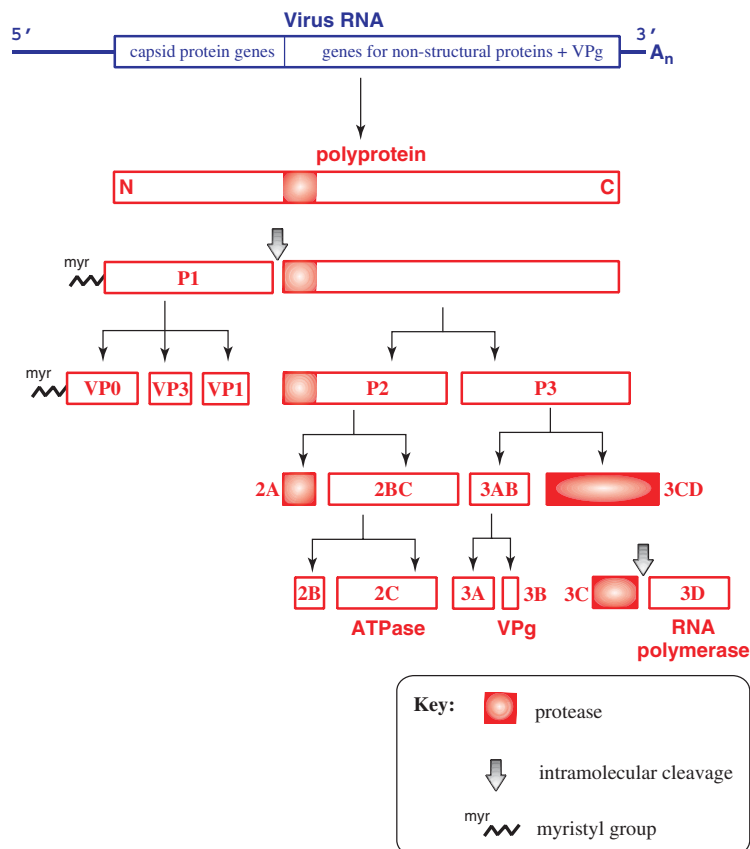 Virus RNA
5′ 3′
capsid protein genes genes for non-structural proteins + VPg
Aₙ
polyprotein
N C
myr
P1
myr
VP0 VP3 VP1 P2 P3
2A 2BC 3AB 3CD
2B 2C 3A 3B 3C 3D
ATPase VPg RNA
polymerase
Key: protease
intramolecular cleavage
myr myristyl group